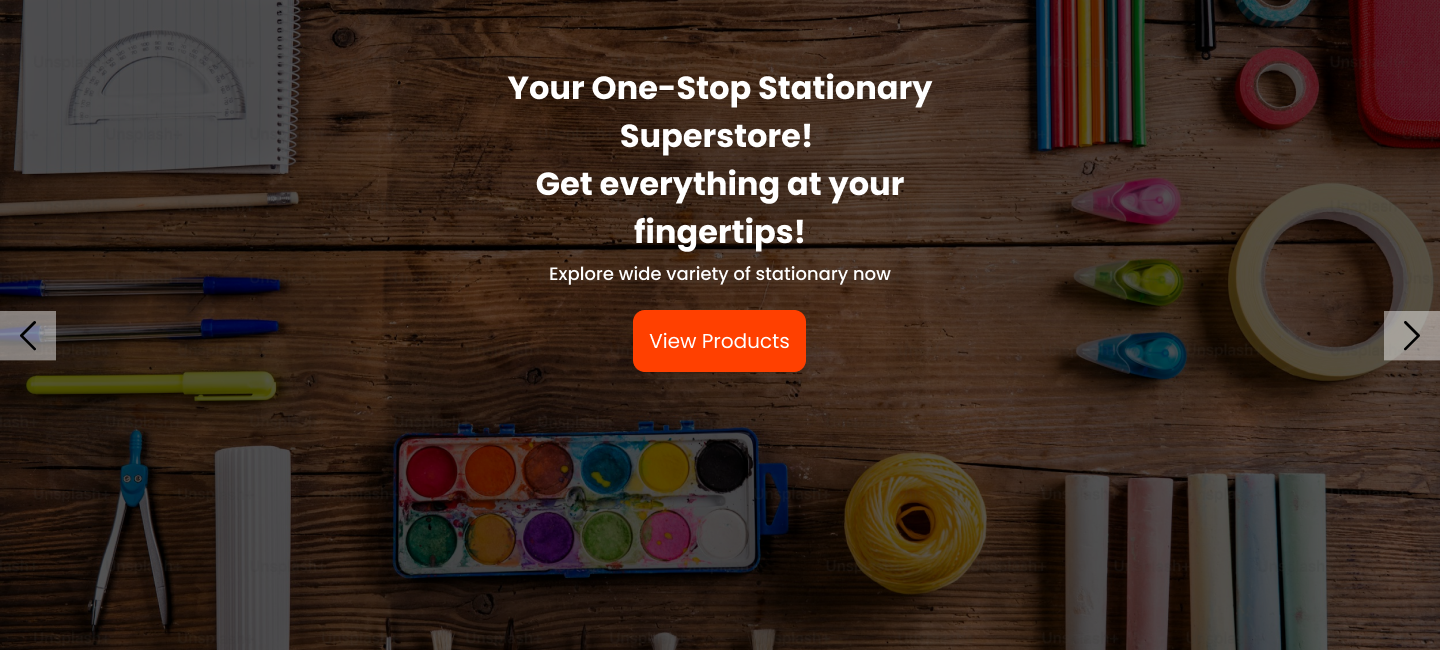 Your One-Stop Stationary
Superstore!
Get everything at your
fingertips!
Explore wide variety of stationary now
View Products